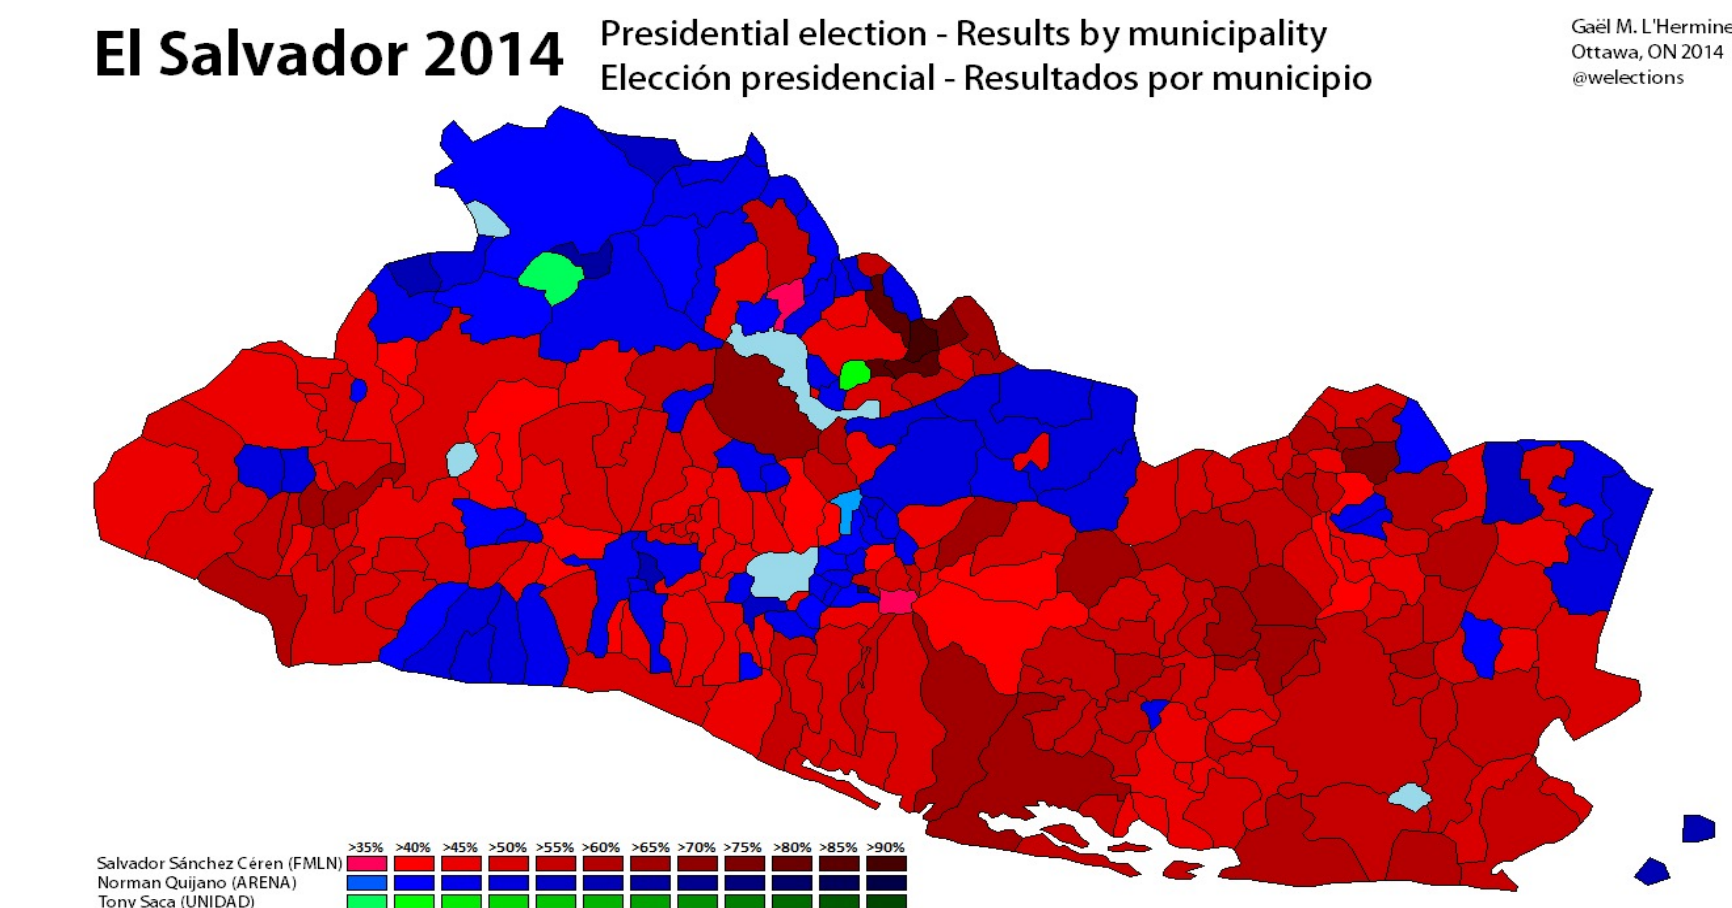 El Salvador 2014
Presidential election - Results by municipality
Elección presidencial - Resultados por municipio
Gaël M. L'Hermine
Ottawa, ON 2014
@welections
>35% >40% >45% >50% >55% >60% >65% >70% >75% >80% >85% >90%
Salvador Sánchez Céren (FMLN)
Norman Quijano (ARENA)
Tony Saca (UNIDAD)